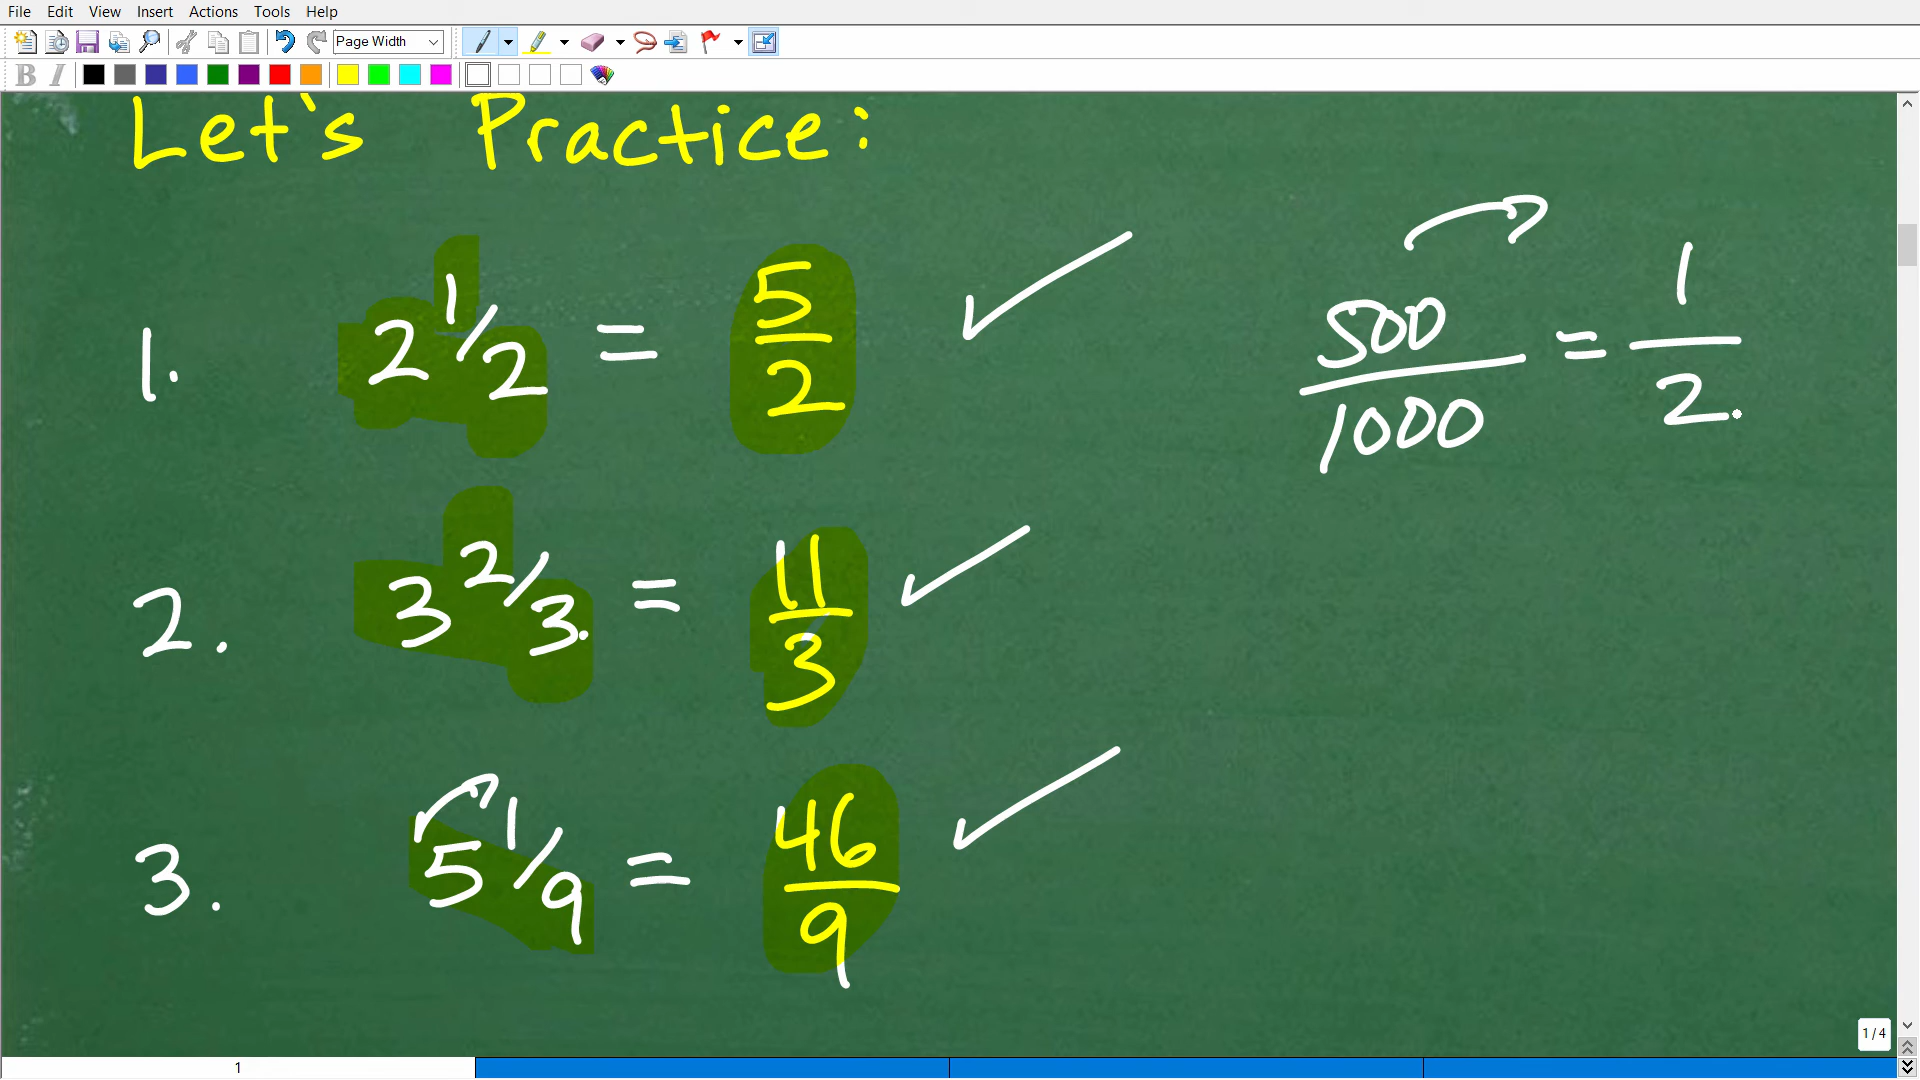 File Edit View Insert Actions Tools Help
Page Width
B I
Let's Practice:
1. 2 1/2 = 5/2
500/1000 = 1/2
2. 3 2/3 = 11/3
3. 5 1/9 = 46/9
1 / 4
1